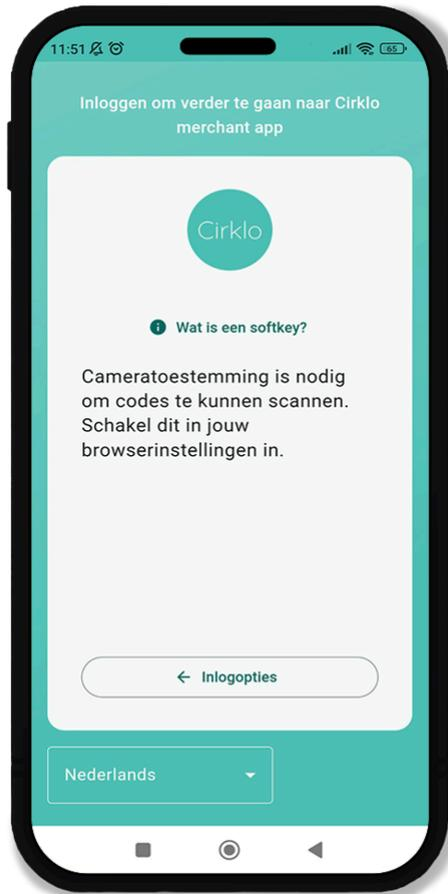 11:51
65
Inloggen om verder te gaan naar Cirklo
merchant app
Cirklo
Wat is een softkey?
Cameratoestemming is nodig
om codes te kunnen scannen.
Schakel dit in jouw
browserinstellingen in.
← Inlogopties
Nederlands